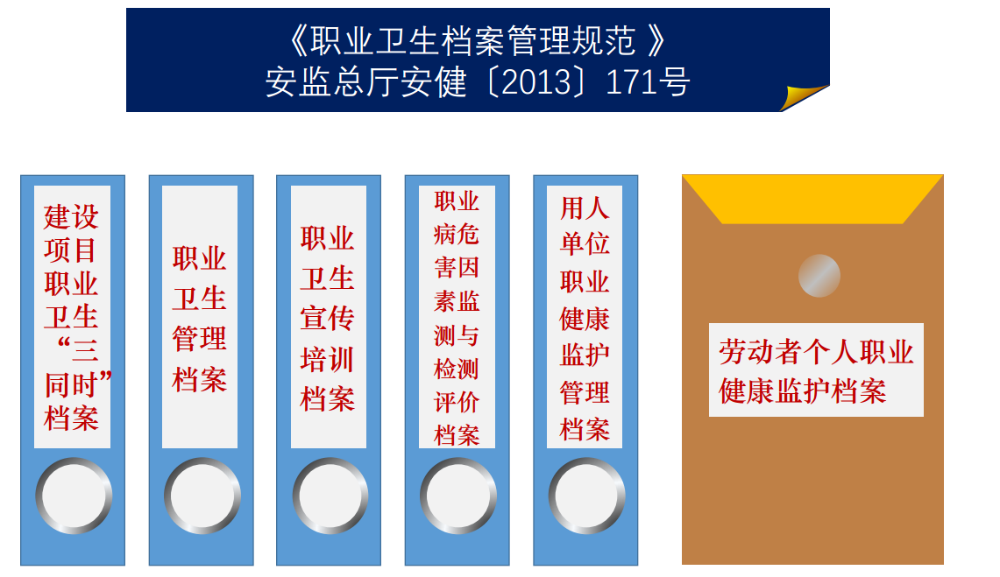 《职业卫生档案管理规范 》
安监总厅安健〔2013〕171号
建设
项目
职业
卫生
“三
同时”
档案
职业
卫生
管理
档案
职业
卫生
宣传
培训
档案
职业
病危
害因
素监
测与
检测
评价
档案
用人
单位
职业
健康
监护
管理
档案
劳动者个人职业
健康监护档案